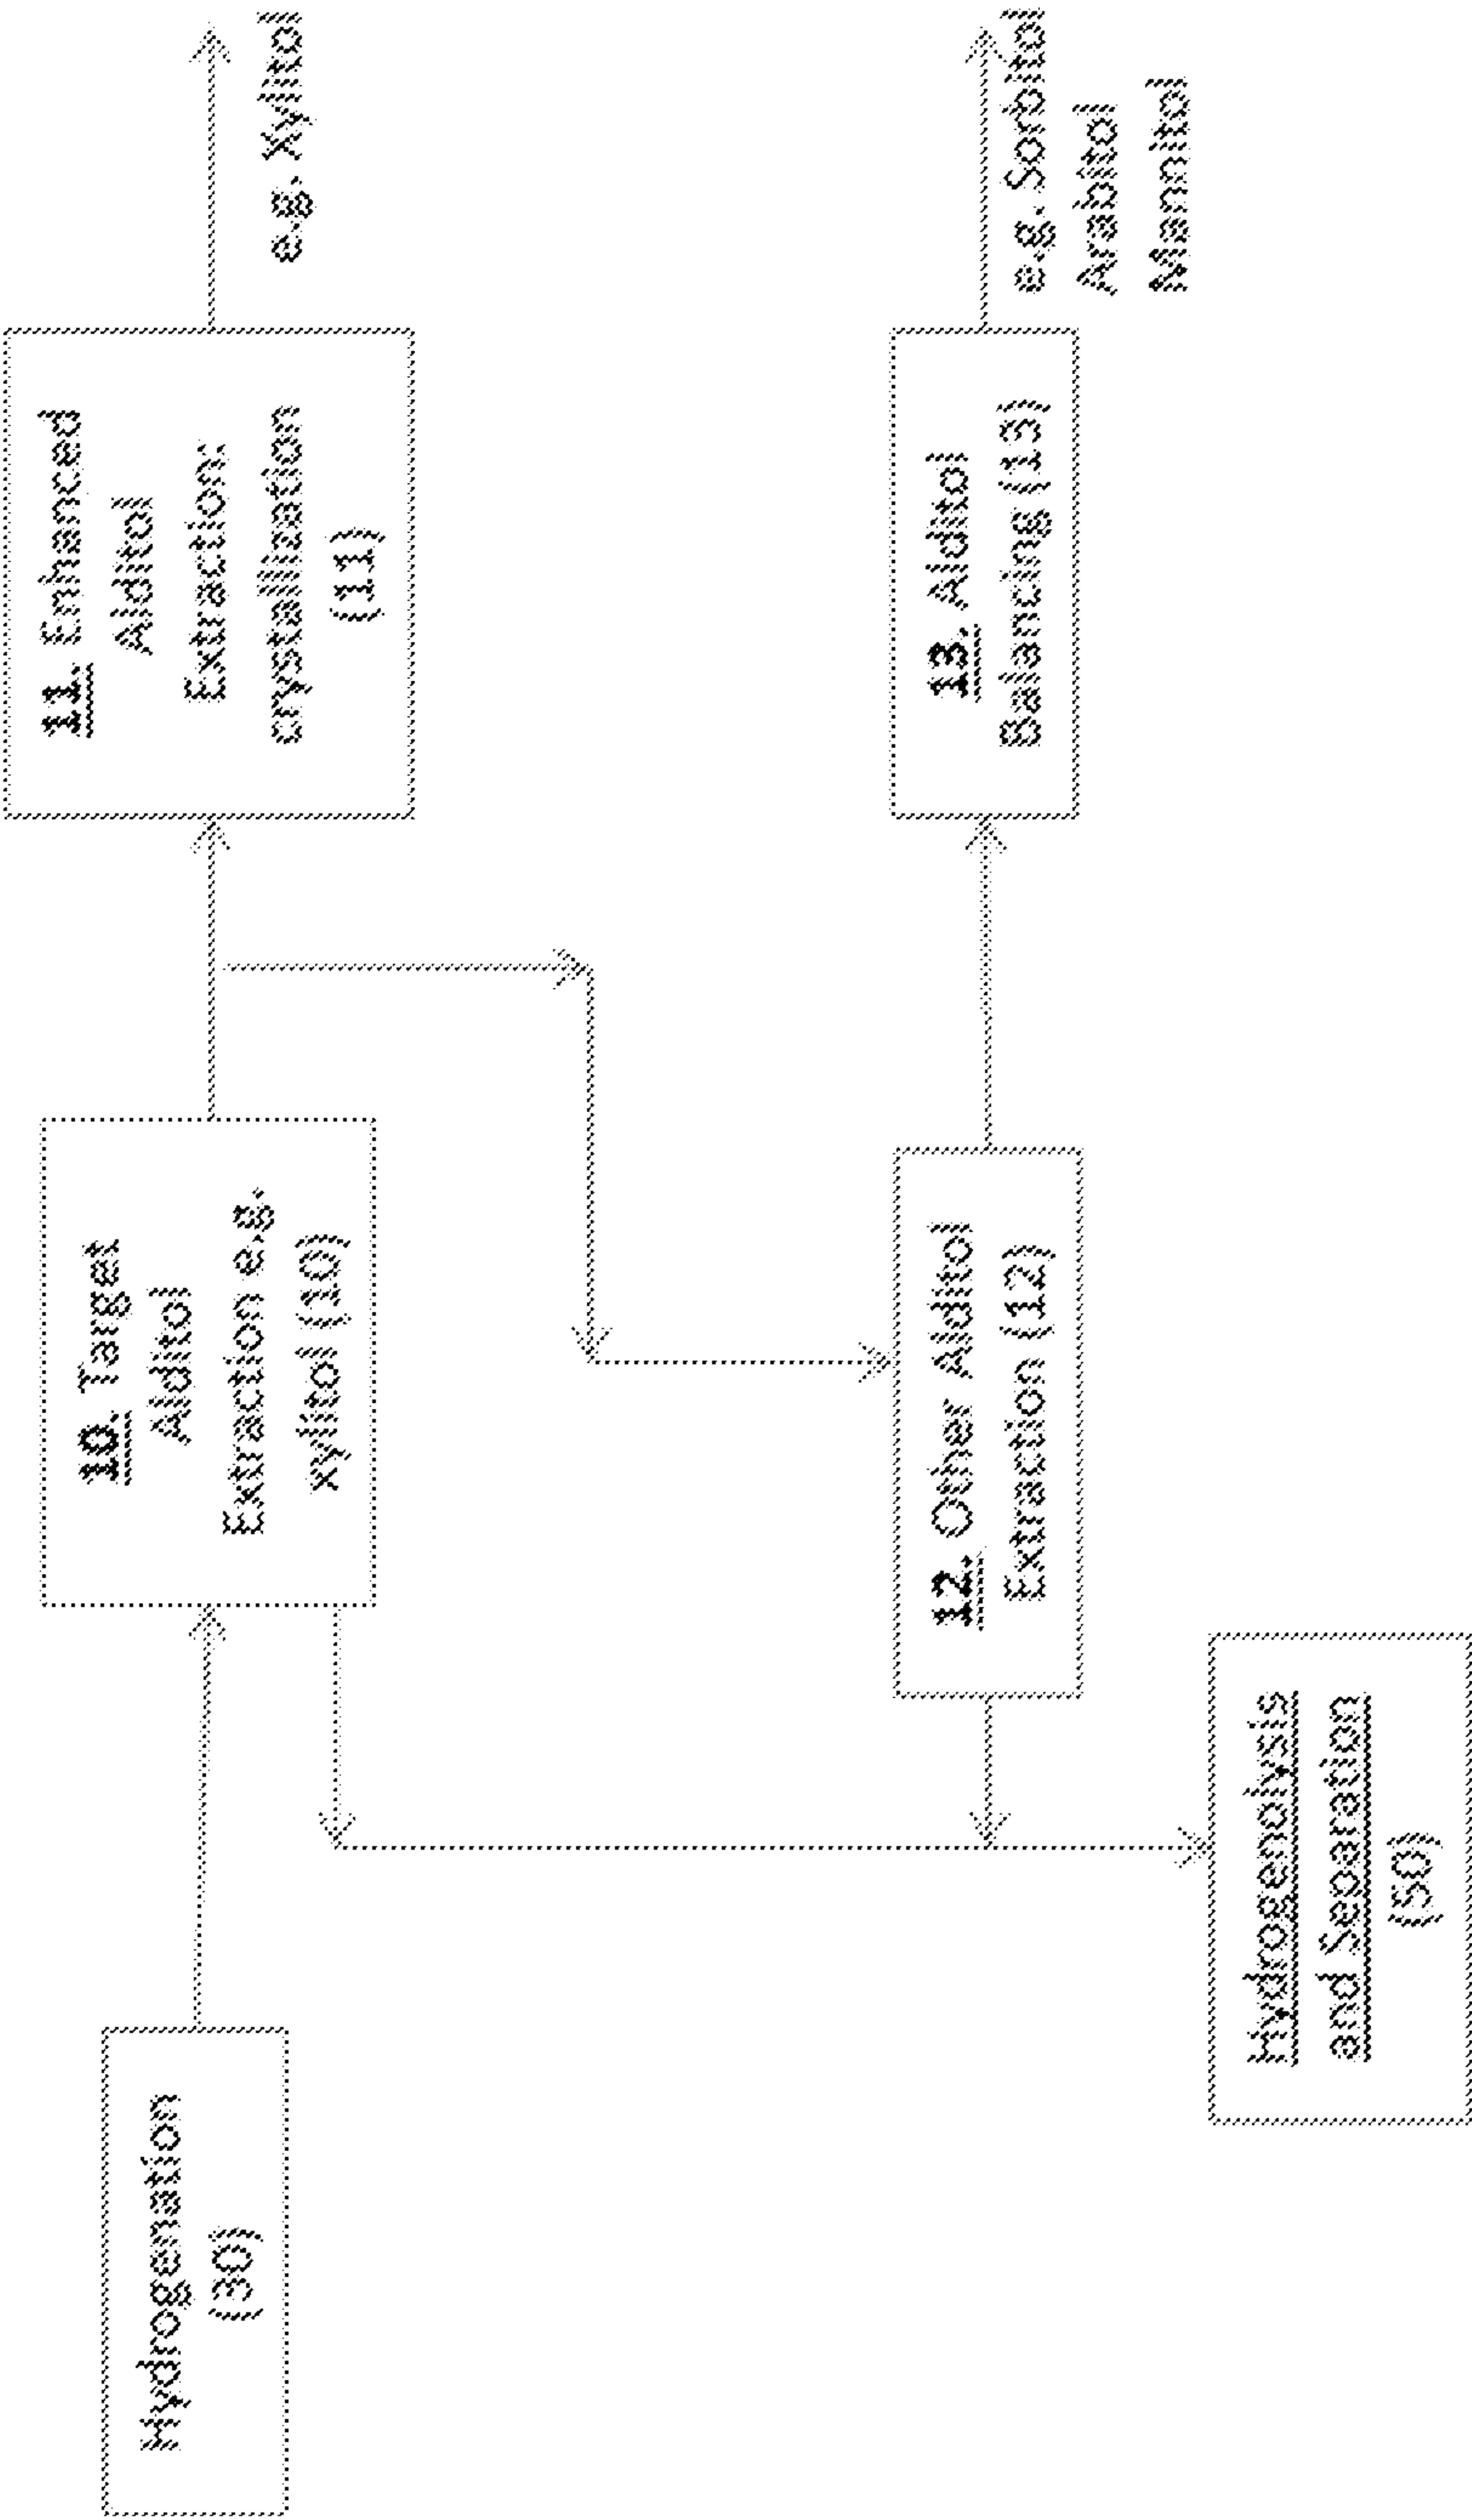 Hydrogenation
(30)
10. Target
Alditol
Extraction e.g.
xylitol (10)
11. Enhanced
Alditol
Extraction:
crystallization
(11)
e.g. Xylitol
12. Other Alditol
Extraction (12)
13. Alditol
Balancing (13)
e.g. Sorbitol
Arabitol
Mannitol
Hydrogenolysis
and Separation
(50)